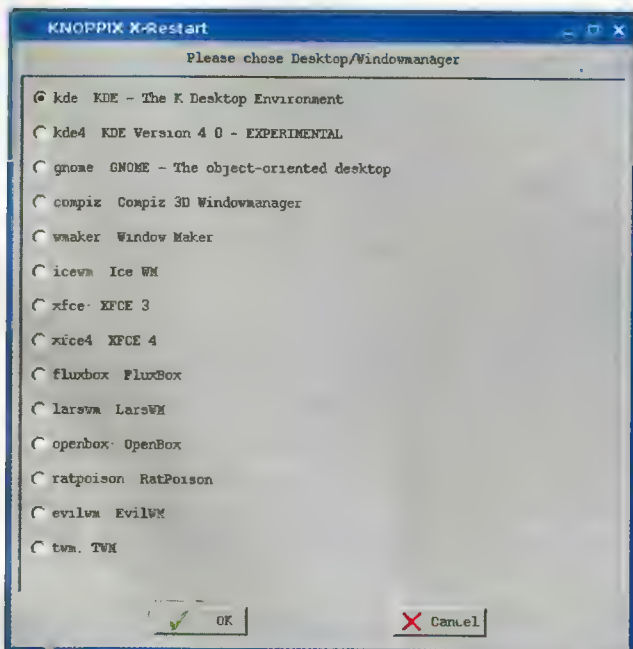 KNOPPIX X-Restart
Please chose Desktop/Windowmanager
kde KDE - The K Desktop Environment
kde4 KDE Version 4 0 - EXPERIMENTAL
gnome GNOME - The object-oriented desktop
compiz Compiz 3D Windowmanager
wmaker Window Maker
icewm Ice WM
xfce XFCE 3
xfce4 XFCE 4
fluxbox FluxBox
larswm LarsWM
openbox OpenBox
ratpoison RatPoison
evilwm EvilWM
twm. TWM
OK
Cancel